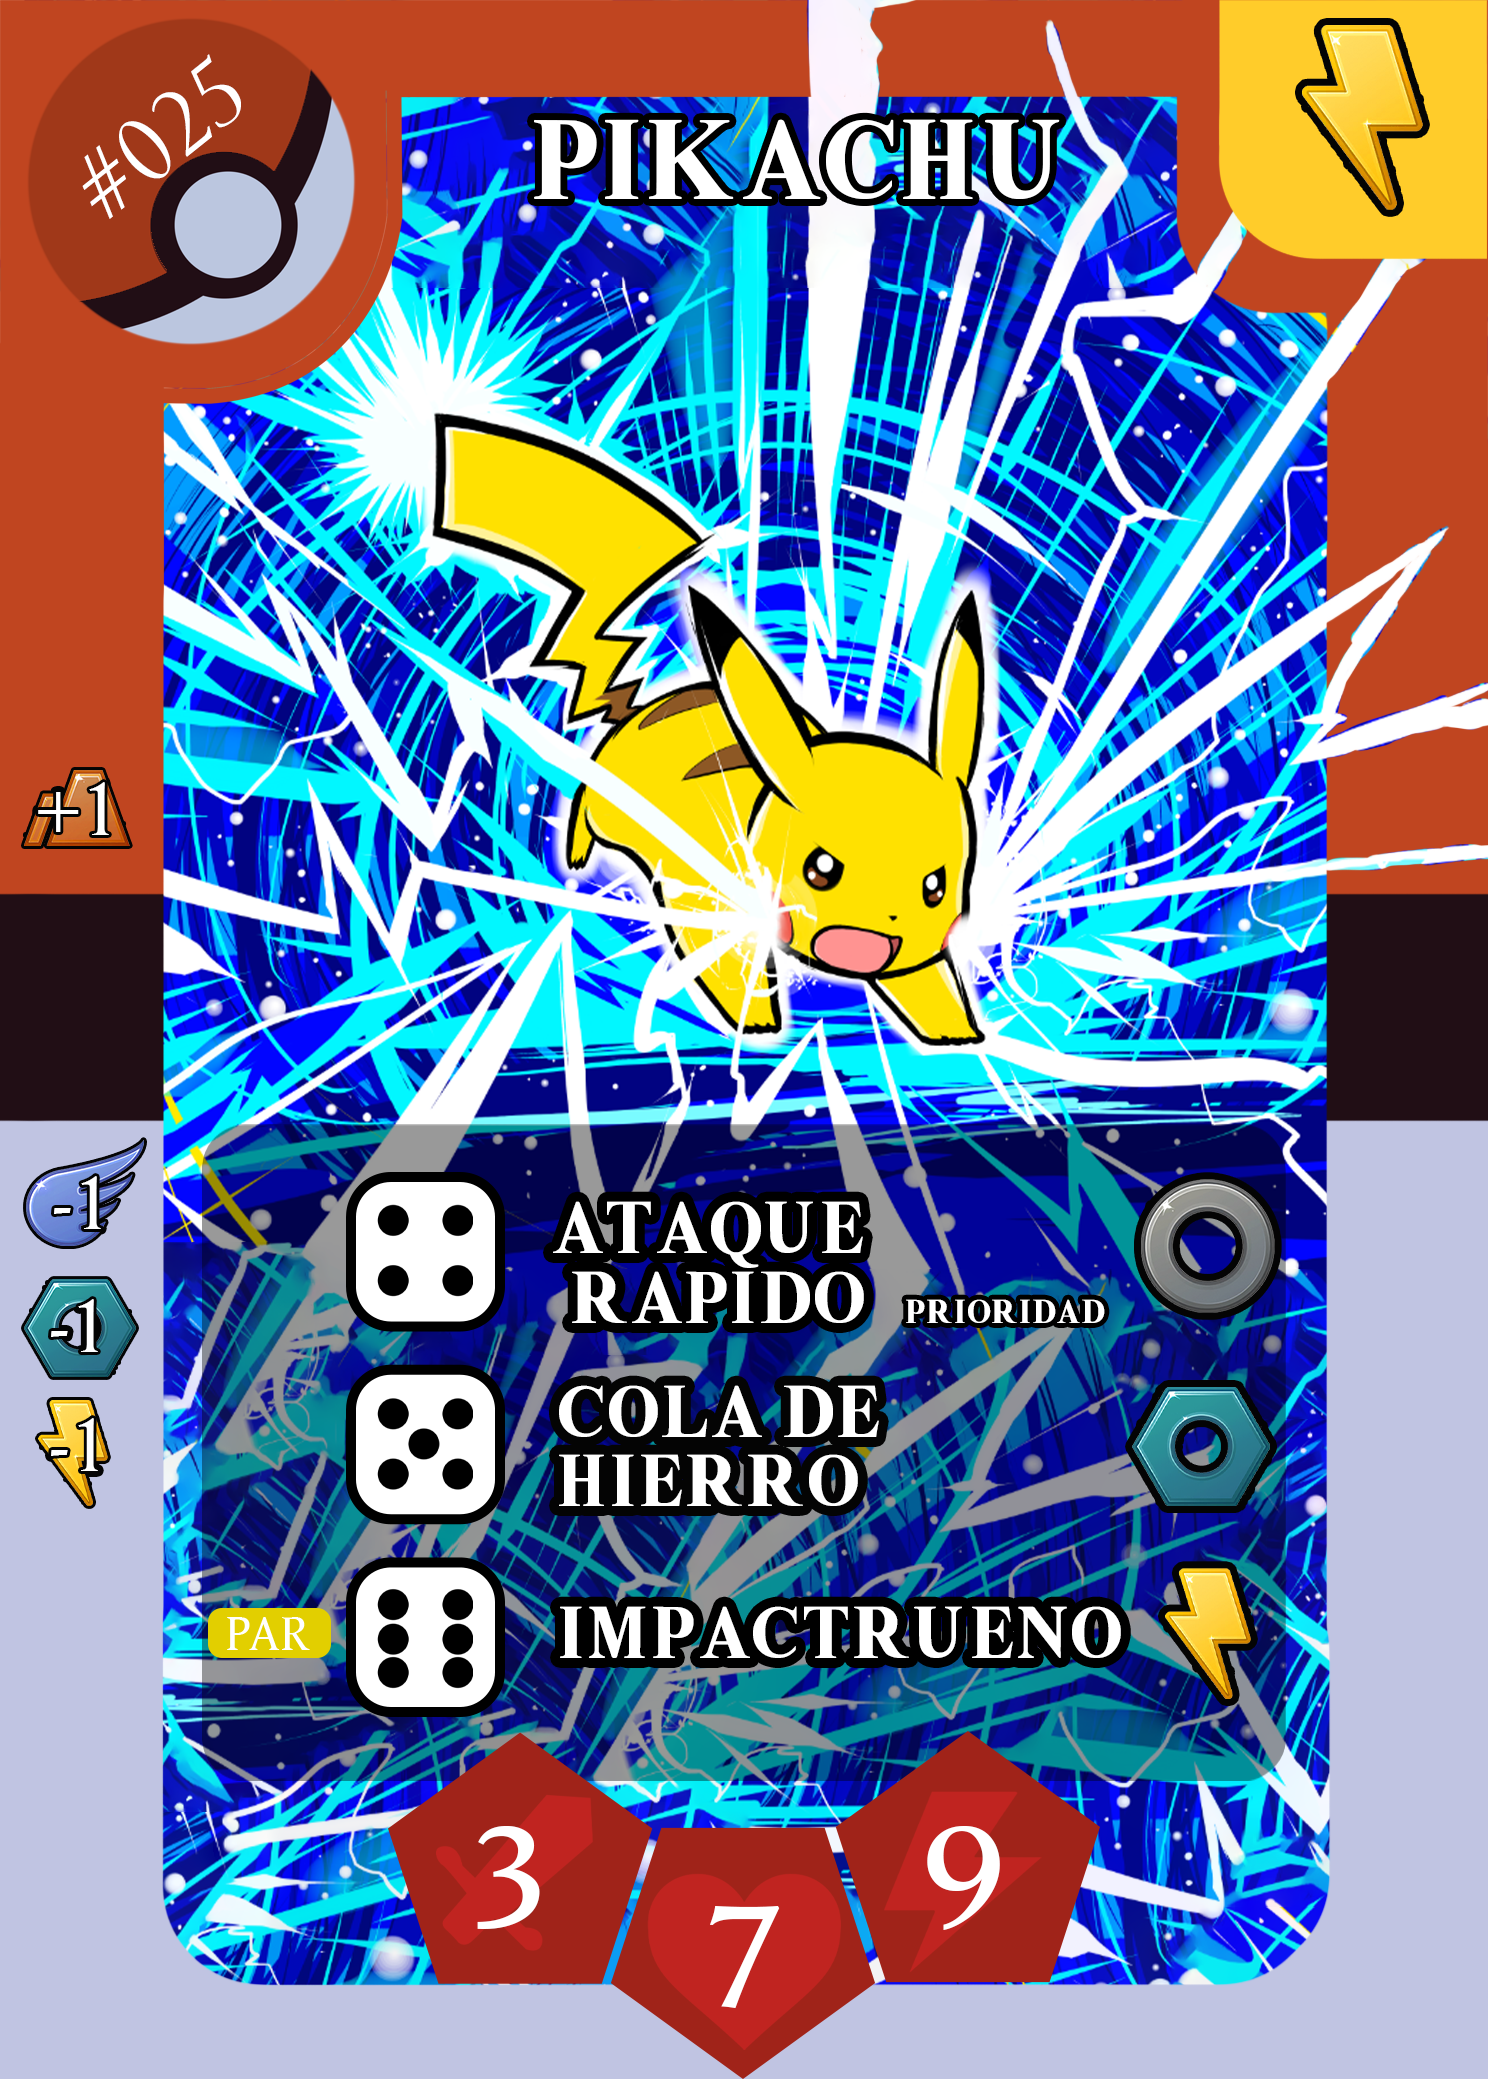 #025
PIKACHU
+1
-1
-1
-1
ATAQUE
RAPIDO
PRIORIDAD
COLA DE
HIERRO
PAR
IMPACTRUENO
3
7
9